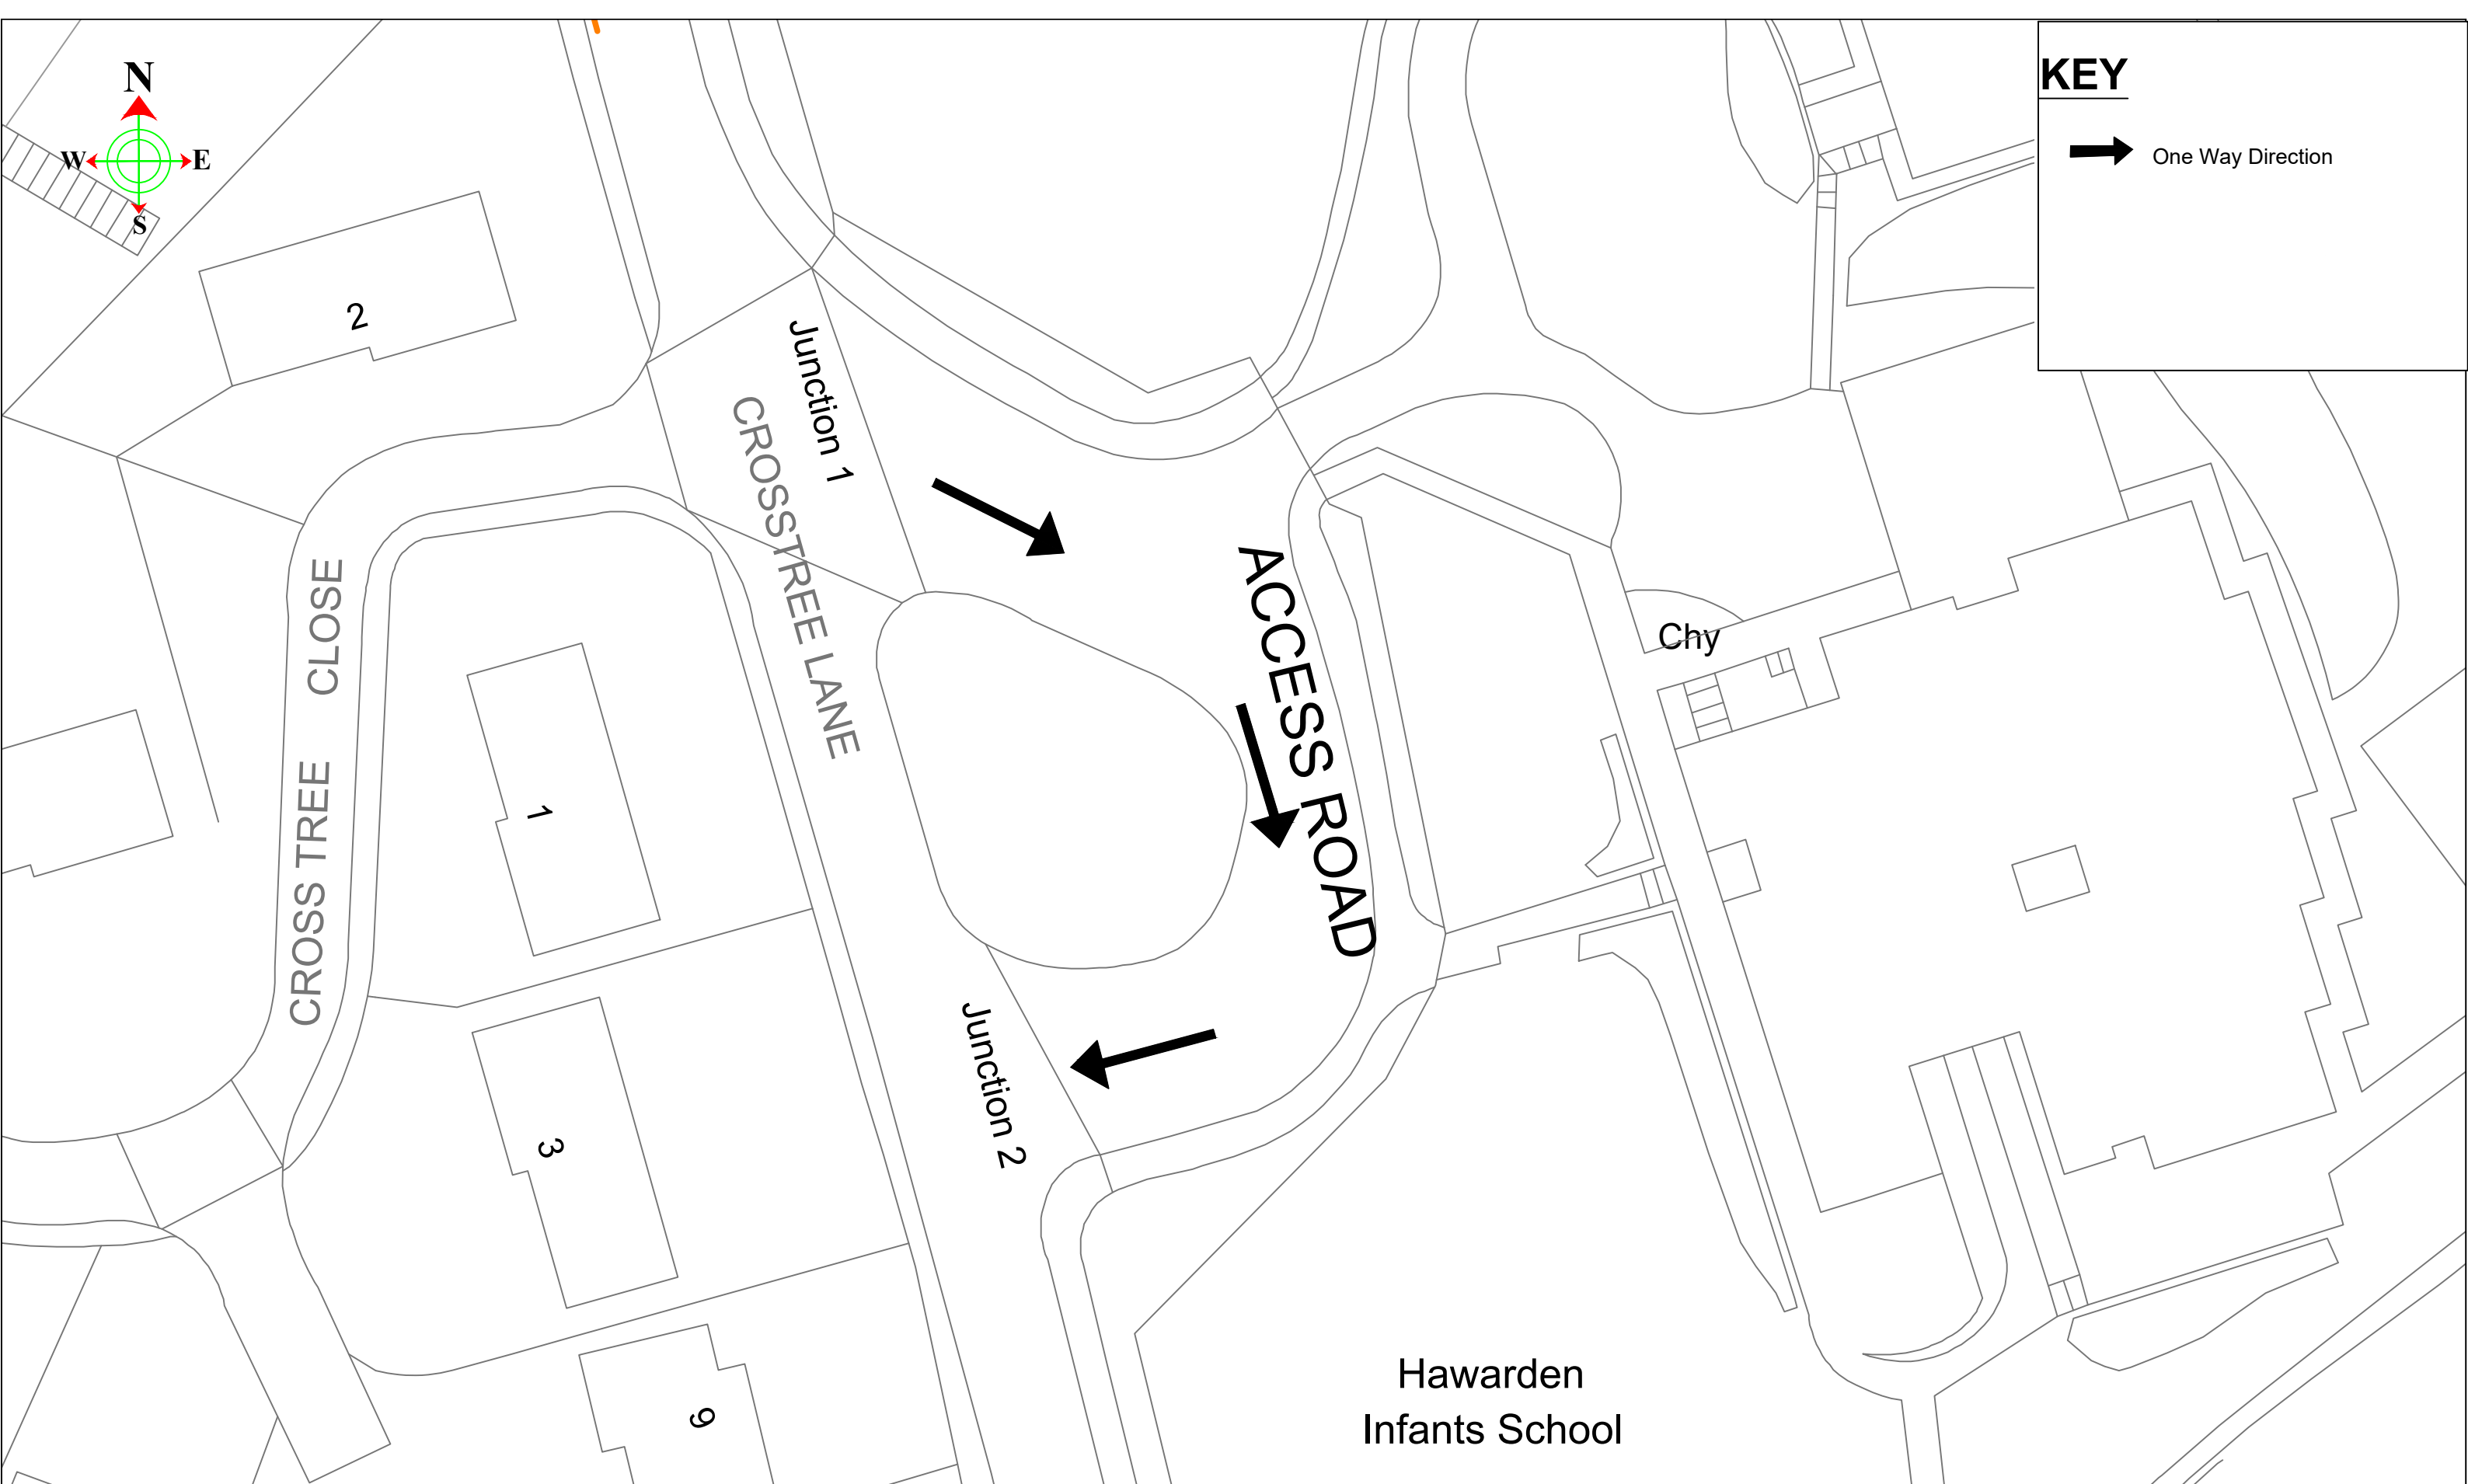 N
W
E
S
KEY
One Way Direction
2
Junction 1
CROSSTREE LANE
ACCESS ROAD
CROSS TREE CLOSE
Chy
1
Junction 2
3
9
Hawarden
Infants School